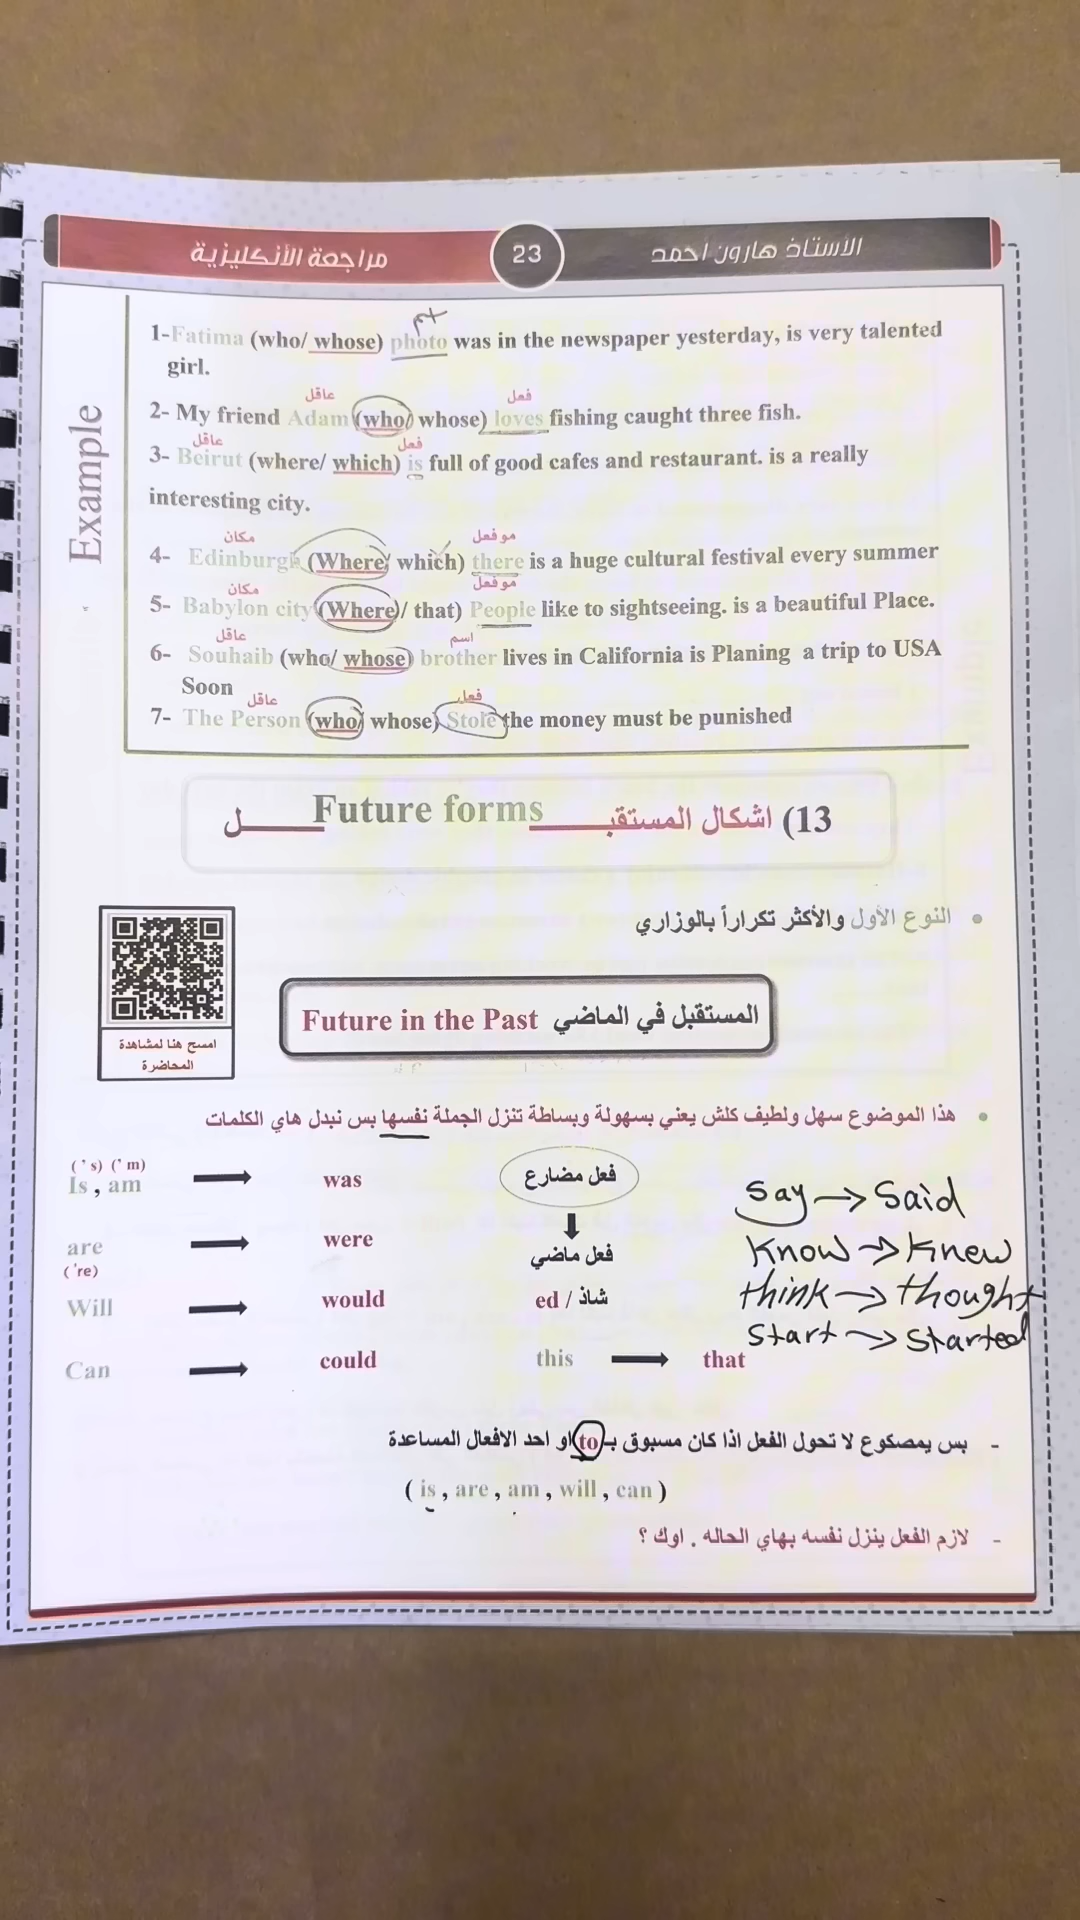 مراجعة الأنكليزية 23 الأستاذ هارون احمد
Example
1-Fatima (who/ whose) photo was in the newspaper yesterday, is very talented
girl.
عاقل فعل
2- My friend Adam (who/ whose) loves fishing caught three fish.
عاقل فعل
3- Beirut (where/ which) is full of good cafes and restaurant. is a really
interesting city.
مكان موفعل
4- Edinburgh (Where/ which) there is a huge cultural festival every summer
مكان موفعل
5- Babylon city (Where/ that) People like to sightseeing. is a beautiful Place.
عاقل اسم
6- Souhaib (who/ whose) brother lives in California is Planing a trip to USA
Soon
عاقل فعل
7- The Person (who/ whose) Stole the money must be punished
13) اشكال المستقبـــــل Future forms
• النوع الأول والأكثر تكراراً بالوزاري
Future in the Past المستقبل في الماضي
امسح هنا لمشاهدة
المحاضرة
• هذا الموضوع سهل ولطيف كلش يعني بسهولة وبساطة تنزل الجملة نفسها بس نبدل هاي الكلمات
(’s) (’m)
Is , am → was
are → were
('re)
Will → would
Can → could
فعل مضارع
فعل ماضي
شاذ / ed
this → that
say → Said
Know → Knew
think → thought
Start → Started
- بس يمصكوع لا تحول الفعل اذا كان مسبوق بـ to او احد الافعال المساعدة
( is , are , am , will , can )
- لازم الفعل ينزل نفسه بهاي الحاله . اوك ؟